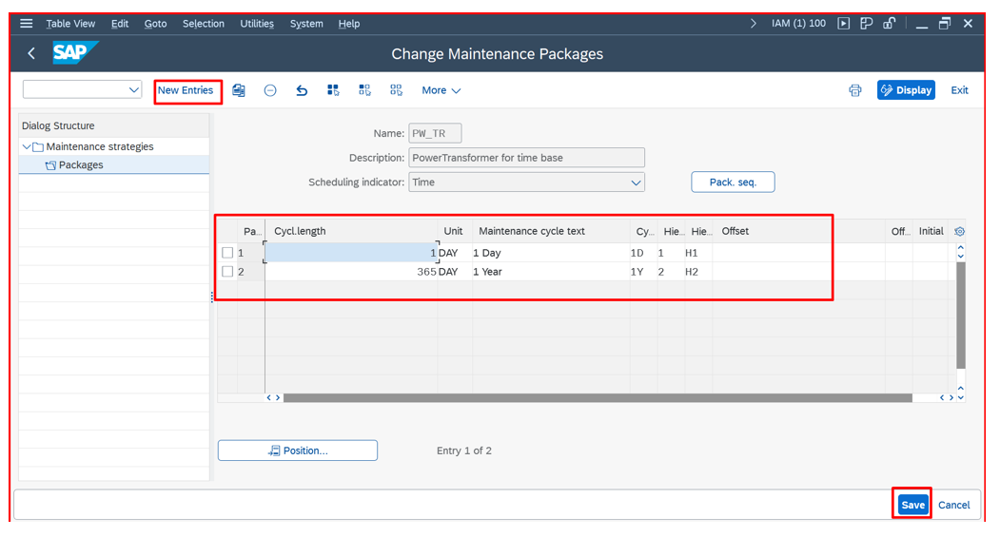 Table View Edit Goto Selection Utilities System Help IAM (1) 100
SAP Change Maintenance Packages
New Entries More Display Exit
Dialog Structure
Maintenance strategies
Packages
Name: PW_TR
Description: PowerTransformer for time base
Scheduling indicator: Time Pack. seq.
Pa... Cycl.length Unit Maintenance cycle text Cy... Hie... Hie... Offset Off... Initial
1 1 DAY 1 Day 1D 1 H1
2 365 DAY 1 Year 1Y 2 H2
Position... Entry 1 of 2
Save Cancel